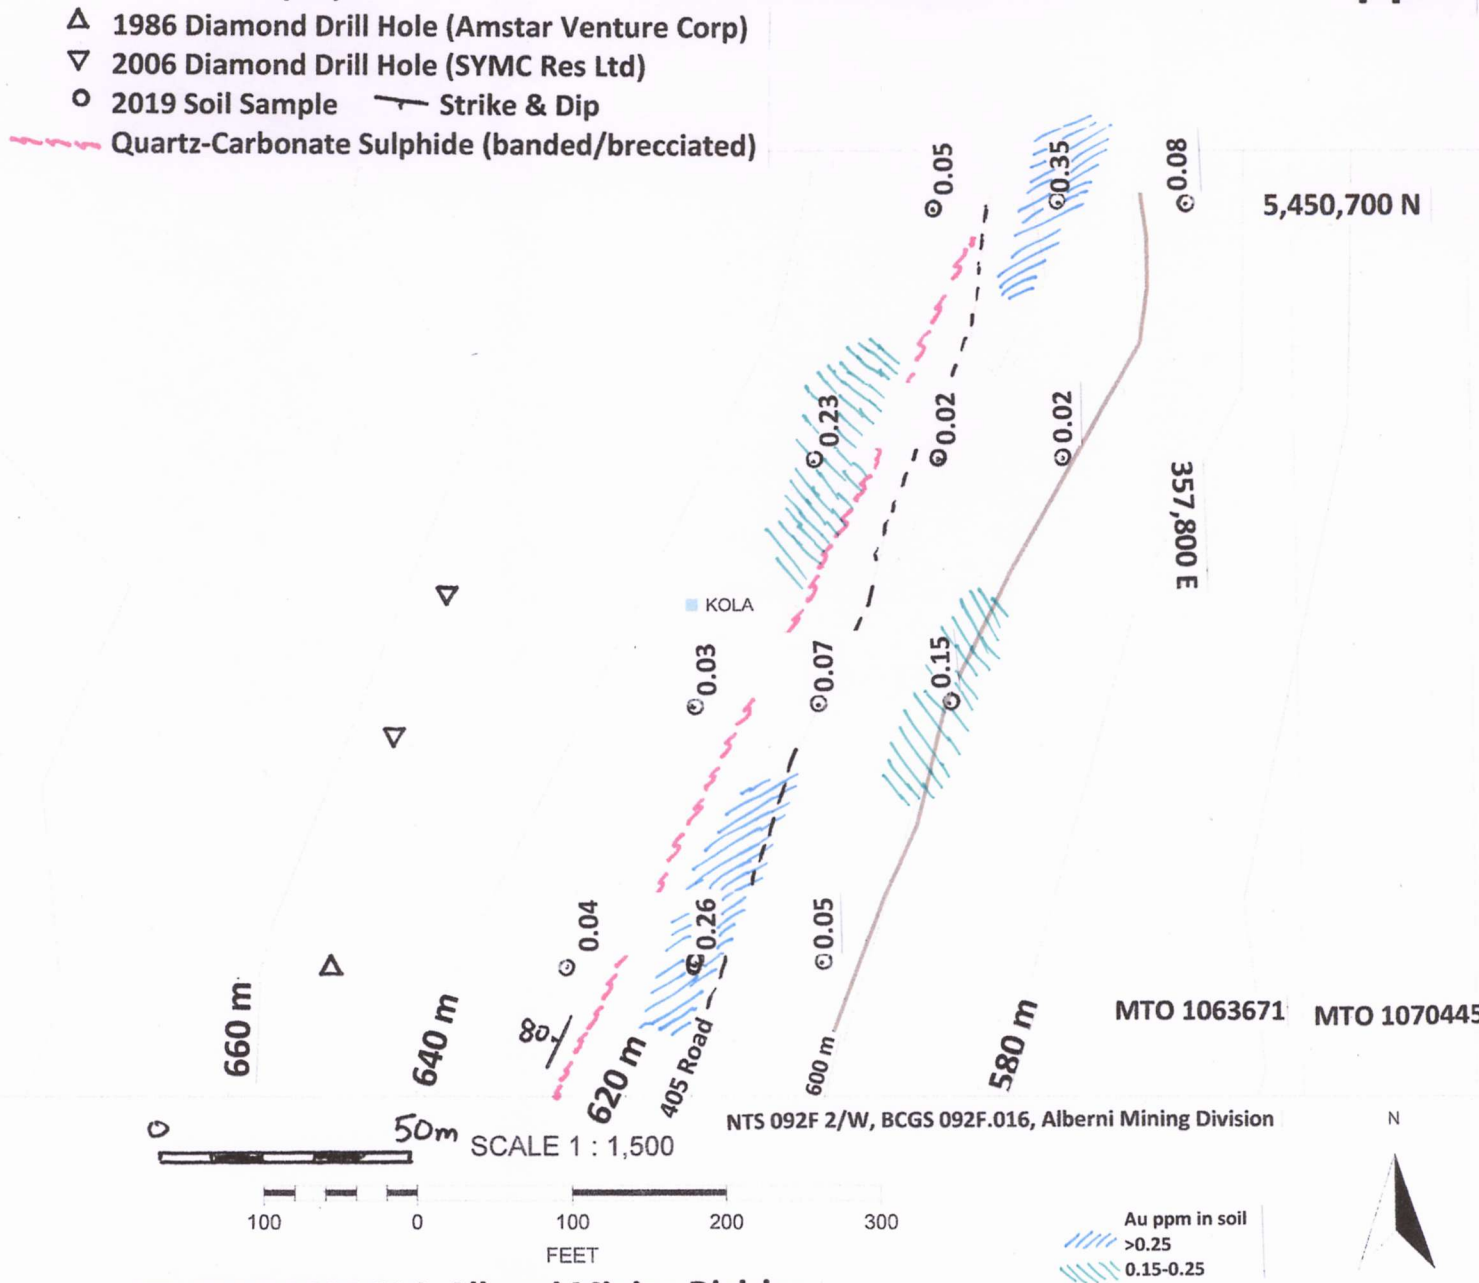 1986 Diamond Drill Hole (Amstar Venture Corp)
2006 Diamond Drill Hole (SYMC Res Ltd)
2019 Soil Sample Strike & Dip
Quartz-Carbonate Sulphide (banded/brecciated)
0.05
0.35
0.08
5,450,700 N
0.23
0.02
0.02
357,800 E
KOLA
0.03
0.07
0.15
0.04
0.26
0.05
80
660 m
640 m
620 m
405 Road
600 m
580 m
MTO 1063671
MTO 1070445
NTS 092F 2/W, BCGS 092F.016, Alberni Mining Division
N
0 50m
SCALE 1 : 1,500
100 0 100 200 300
FEET
Au ppm in soil
>0.25
0.15-0.25